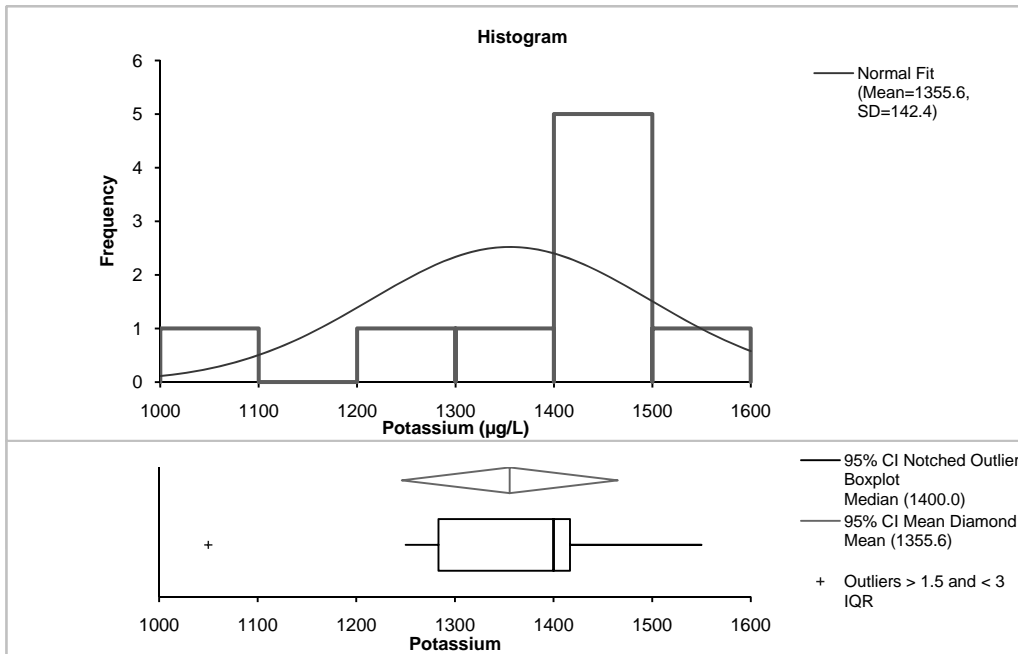 Histogram
6
5
4
3
2
1
0
Frequency
1000 1100 1200 1300 1400 1500 1600
Potassium (µg/L)
Normal Fit
(Mean=1355.6,
SD=142.4)
95% CI Notched Outlier
Boxplot
Median (1400.0)
95% CI Mean Diamond
Mean (1355.6)
+ Outliers > 1.5 and < 3
IQR
1000 1100 1200 1300 1400 1500 1600
Potassium